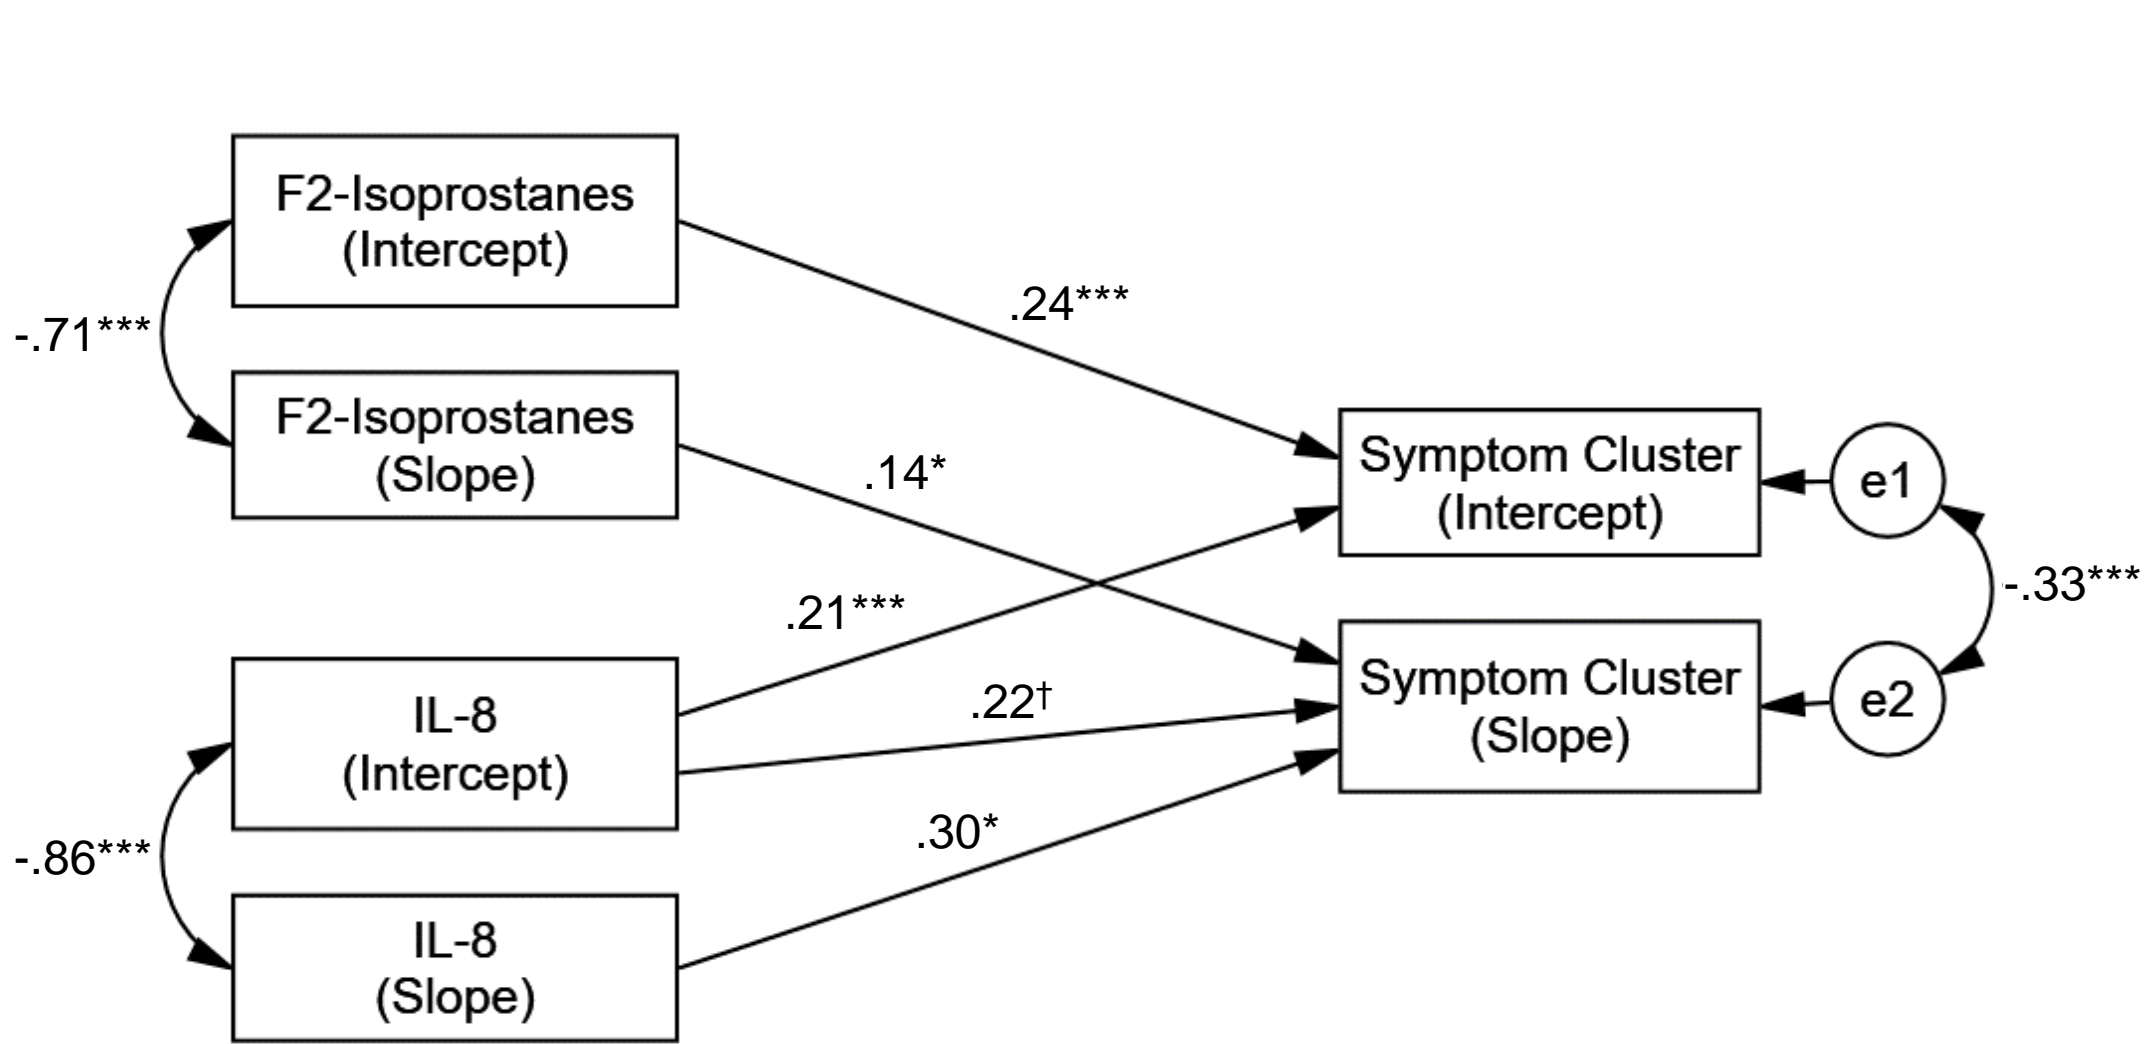 F2-Isoprostanes
(Intercept)
-.71***
F2-Isoprostanes
(Slope)
IL-8
(Intercept)
-.86***
IL-8
(Slope)
.24***
.14*
.21***
.22†
.30*
Symptom Cluster
(Intercept)
e1
-.33***
Symptom Cluster
(Slope)
e2